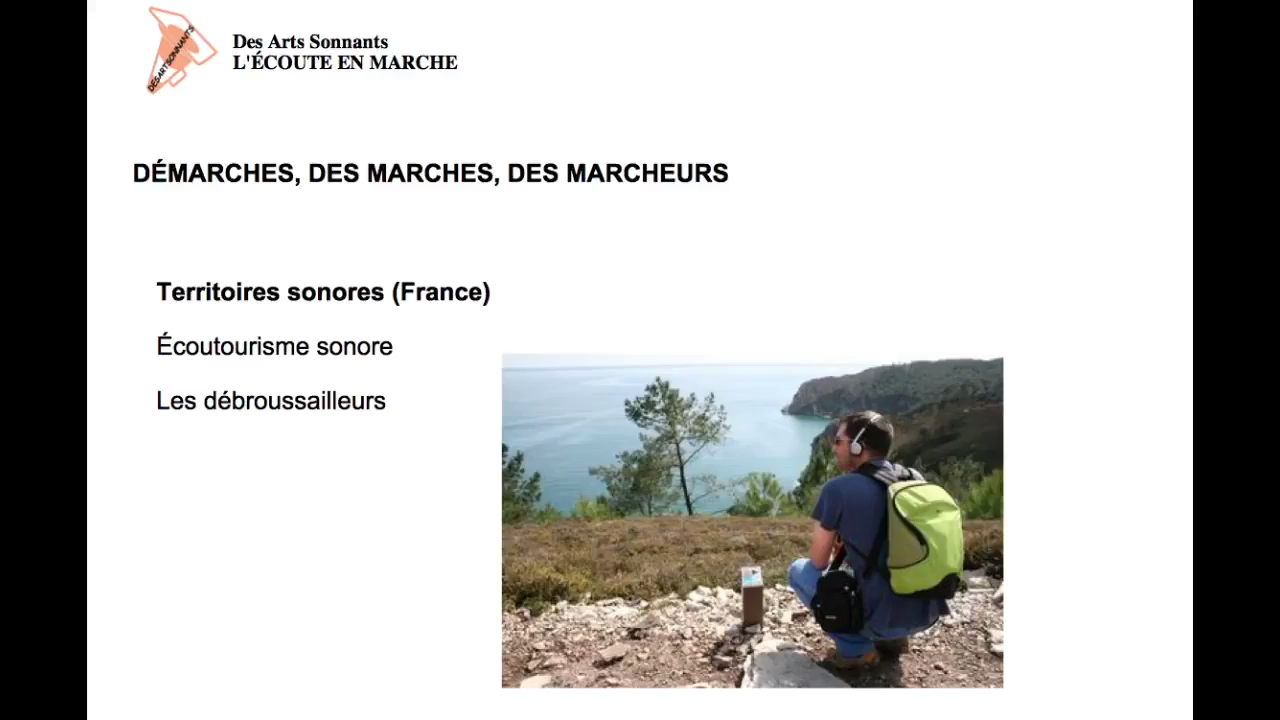 DESARTSONNANTS
Des Arts Sonnants
L'ÉCOUTE EN MARCHE
DÉMARCHES, DES MARCHES, DES MARCHEURS
Territoires sonores (France)
Écoutourisme sonore
Les débroussailleurs